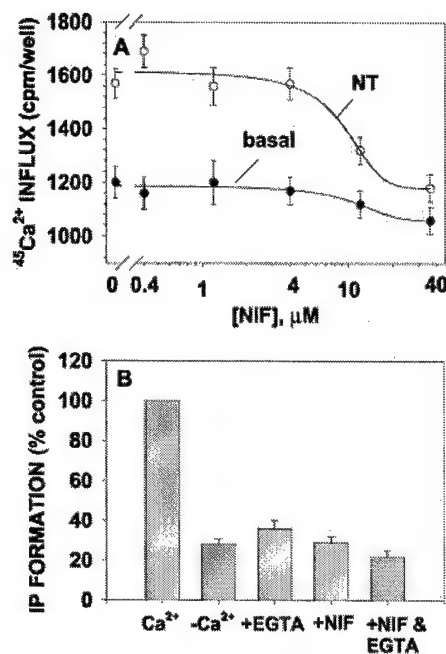 A
⁴⁵Ca²⁺ INFLUX (cpm/well)
1800
1600
1400
1200
1000
NT
basal
0 0.4 1 4 10 40
[NIF], μM
B
IP FORMATION (% control)
120
100
80
60
40
20
0
Ca²⁺ -Ca²⁺ +EGTA +NIF +NIF &
EGTA